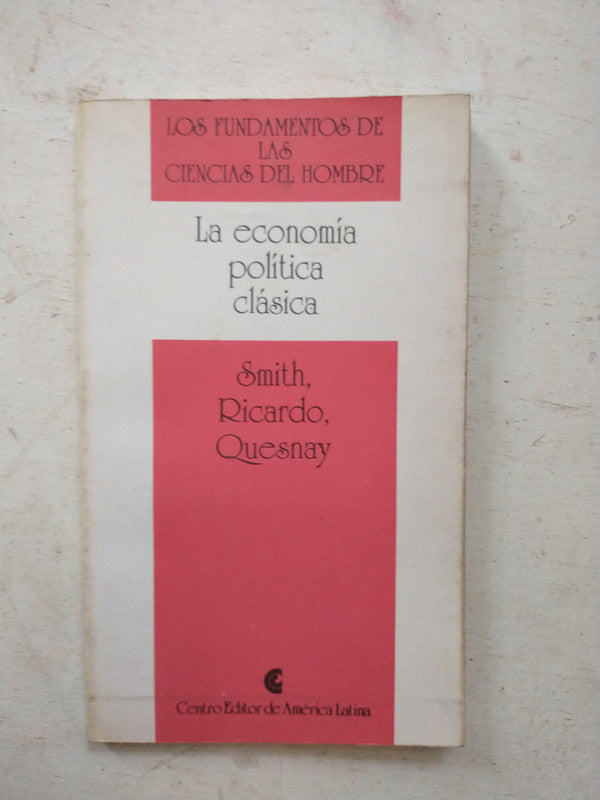 LOS FUNDAMENTOS DE
LAS
CIENCIAS DEL HOMBRE
La economía
política
clásica
Smith,
Ricardo,
Quesnay
Centro Editor de América Latina